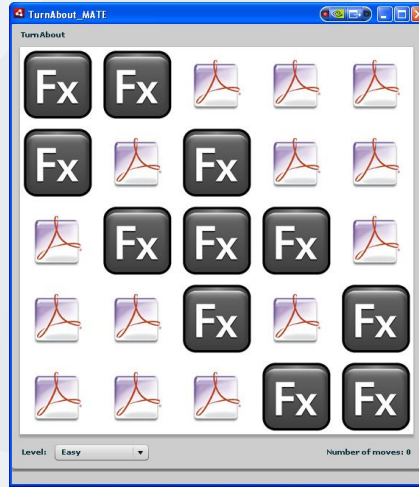 TurnAbout_MATE
TurnAbout
Fx Fx
Fx Fx
Fx Fx Fx
Fx Fx
Fx Fx
Level: Easy Number of moves: 0